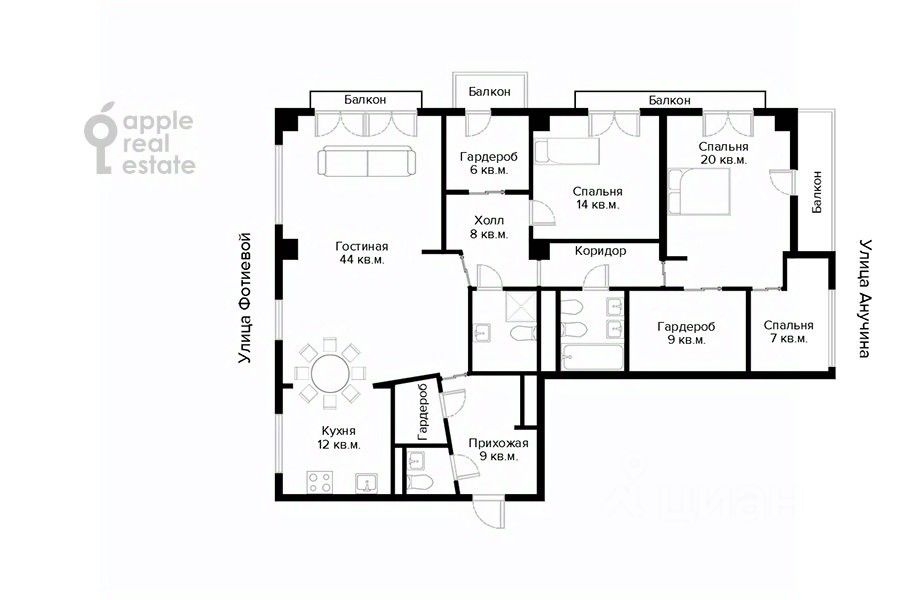 apple
real
estate
Балкон
Балкон
Балкон
Гардероб
6 кв.м.
Спальня
14 кв.м.
Спальня
20 кв.м.
Балкон
Холл
8 кв.м.
Гостиная
44 кв.м.
Коридор
Улица Фотиевой
Улица Анучина
Гардероб
9 кв.м.
Спальня
7 кв.м.
Кухня
12 кв.м.
Гардероб
Прихожая
9 кв.м.
Циан